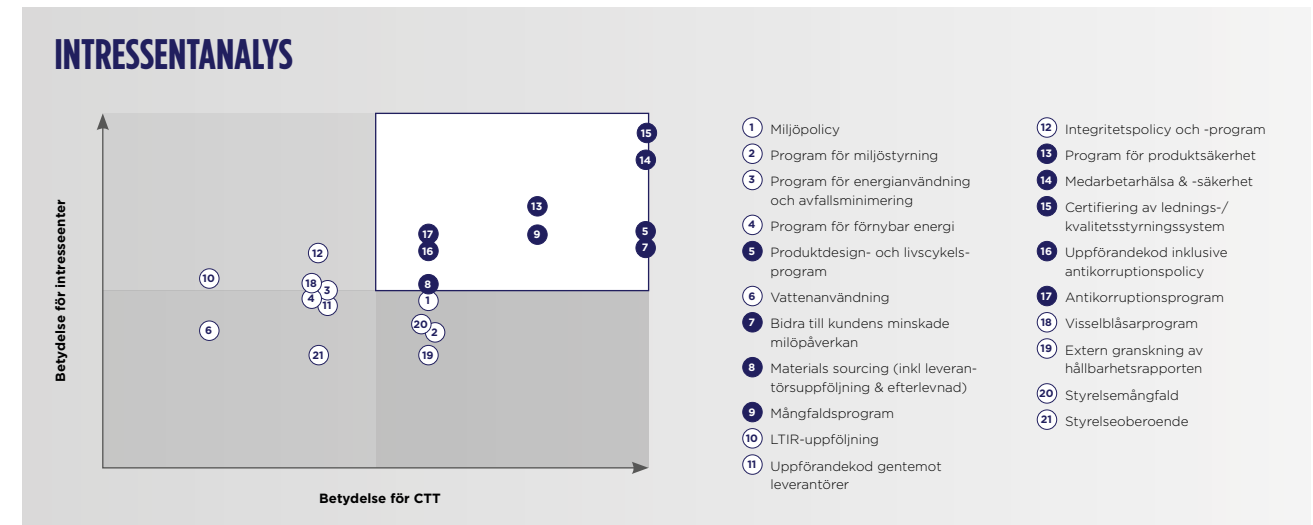 INTRESSENTANALYS
Betydelse för intresseenter
15
14
13
17
9
5
16
7
12
10
8
18
3
4
1
11
20
6
2
21
19
Betydelse för CTT
1 Miljöpolicy
2 Program för miljöstyrning
3 Program för energianvändning
och avfallsminimering
4 Program för förnybar energi
5 Produktdesign- och livscykels-
program
6 Vattenanvändning
7 Bidra till kundens minskade
milöpåverkan
8 Materials sourcing (inkl leveran-
törsuppföljning & efterlevnad)
9 Mångfaldsprogram
10 LTIR-uppföljning
11 Uppförandekod gentemot
leverantörer
12 Integritetspolicy och -program
13 Program för produktsäkerhet
14 Medarbetarhälsa & -säkerhet
15 Certifiering av lednings-/
kvalitetsstyrningssystem
16 Uppförandekod inklusive
antikorruptionspolicy
17 Antikorruptionsprogram
18 Visselblåsarprogram
19 Extern granskning av
hållbarhetsrapporten
20 Styrelsemångfald
21 Styrelseoberoende